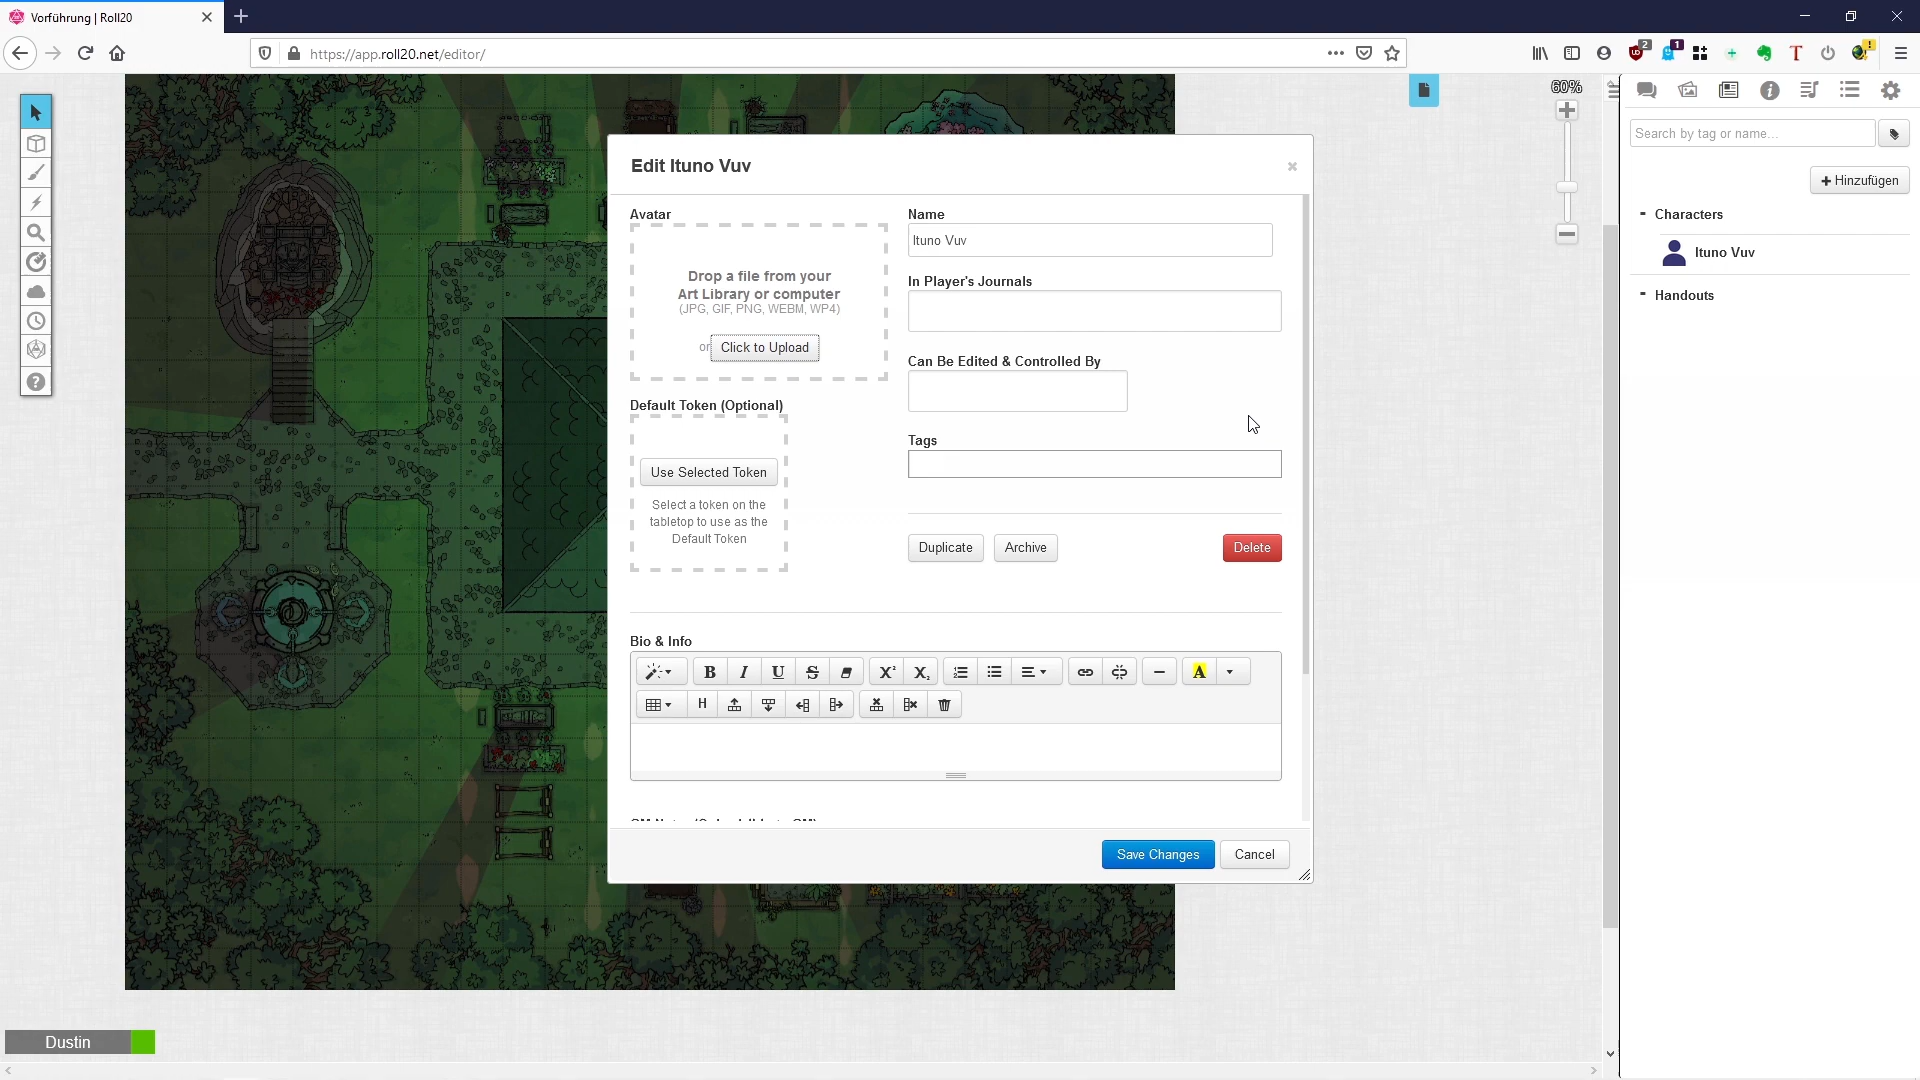 Vorführung | Roll20
https://app.roll20.net/editor/
2
1
60%
Search by tag or name...
+ Hinzufügen
- Characters
Ituno Vuv
- Handouts
Edit Ituno Vuv
Avatar
Drop a file from your
Art Library or computer
(JPG, GIF, PNG, WEBM, WP4)
or Click to Upload
Default Token (Optional)
Use Selected Token
Select a token on the
tabletop to use as the
Default Token
Name
Ituno Vuv
In Player's Journals
Can Be Edited & Controlled By
Tags
Duplicate
Archive
Delete
Bio & Info
B I U S X² X₂ A
H
Save Changes
Cancel
Dustin